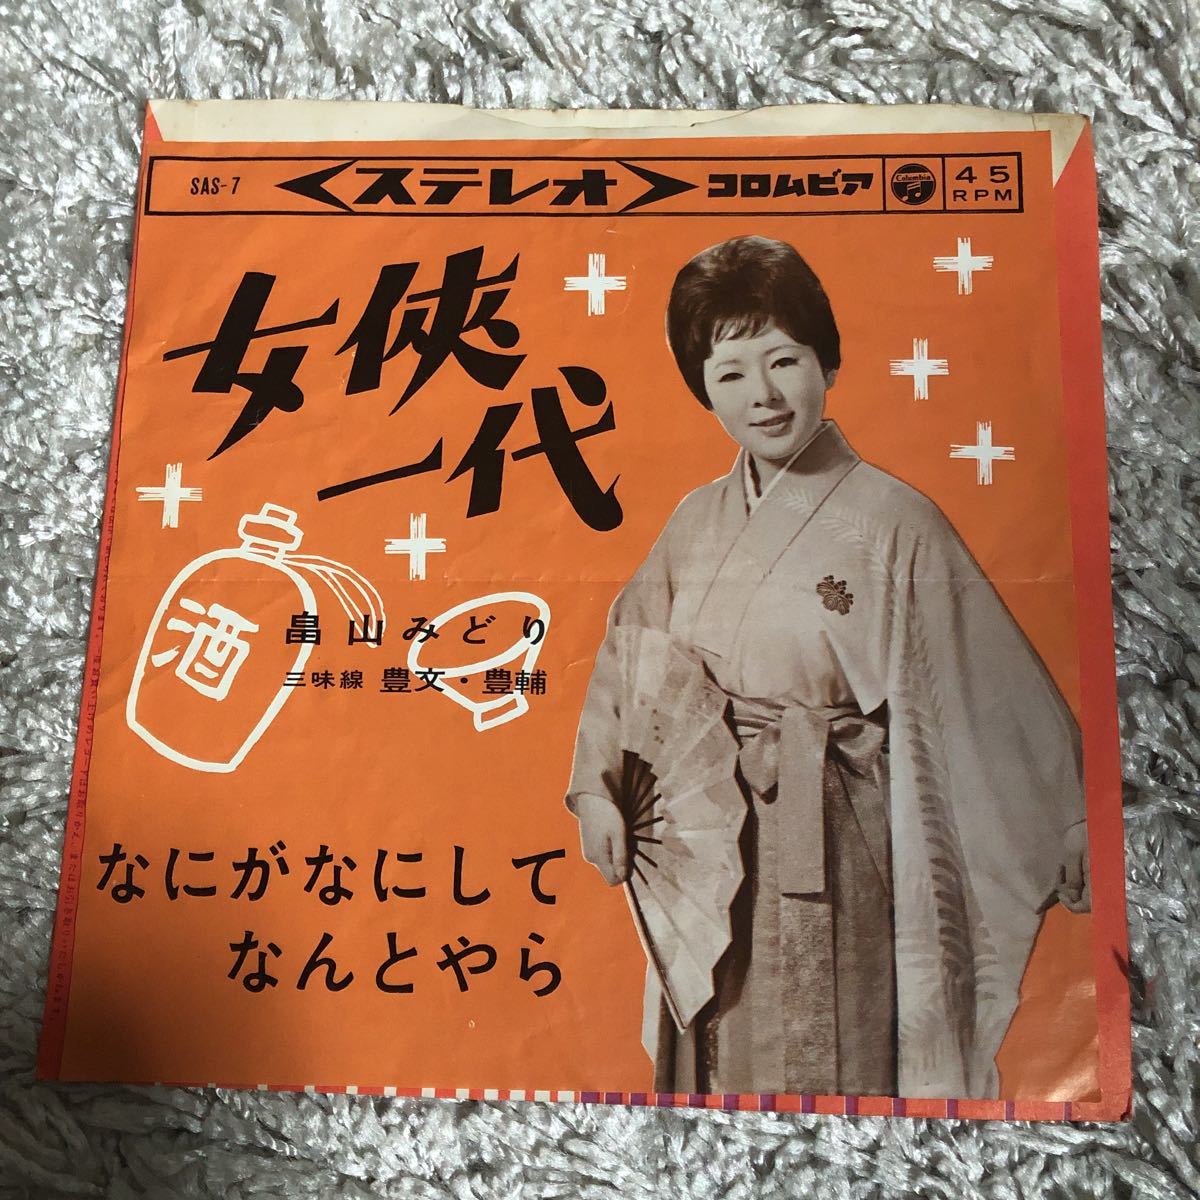 SAS-7 <ステレオ> コロムビア Columbia 45 RPM
女侠一代
酒
畠山みどり
三味線 豊文・豊輔
なにがなにして
なんとやら